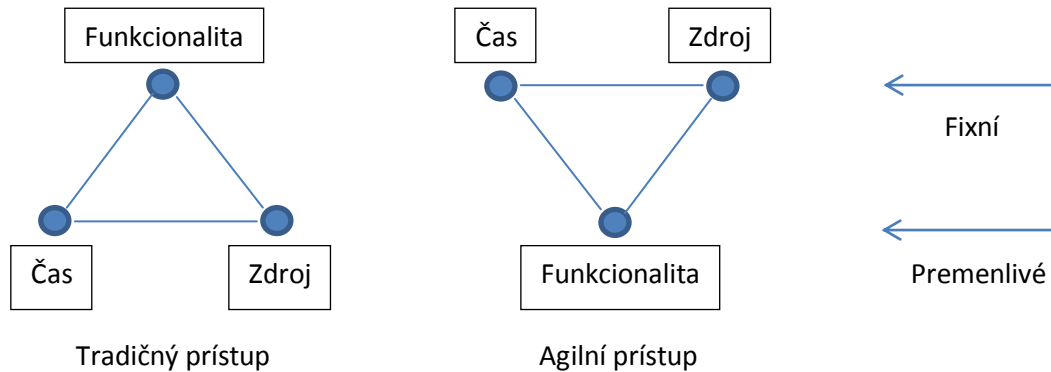 Funkcionalita
Čas
Zdroj
Tradičný prístup
Čas
Zdroj
Funkcionalita
Agilní prístup
Fixní
Premenlivé